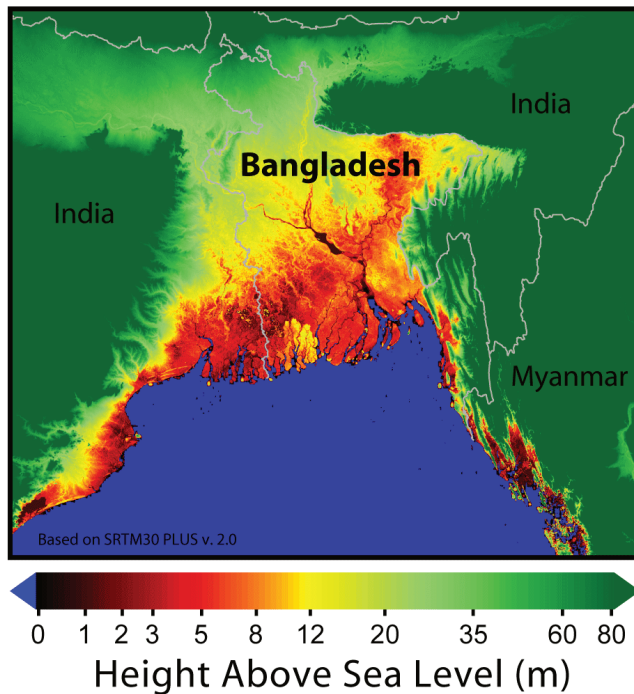 India
Bangladesh
India
Myanmar
Based on SRTM30 PLUS v. 2.0
0 1 2 3 5 8 12 20 35 60 80
Height Above Sea Level (m)